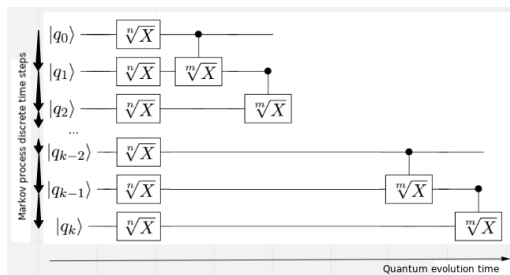 Markov process discrete time steps
|q₀⟩ ⁿ√X
|q₁⟩ ⁿ√X ᵐ√X
|q₂⟩ ⁿ√X ᵐ√X
...
|qₖ₋₂⟩ ⁿ√X
|qₖ₋₁⟩ ⁿ√X ᵐ√X
|qₖ⟩ ⁿ√X ᵐ√X
Quantum evolution time